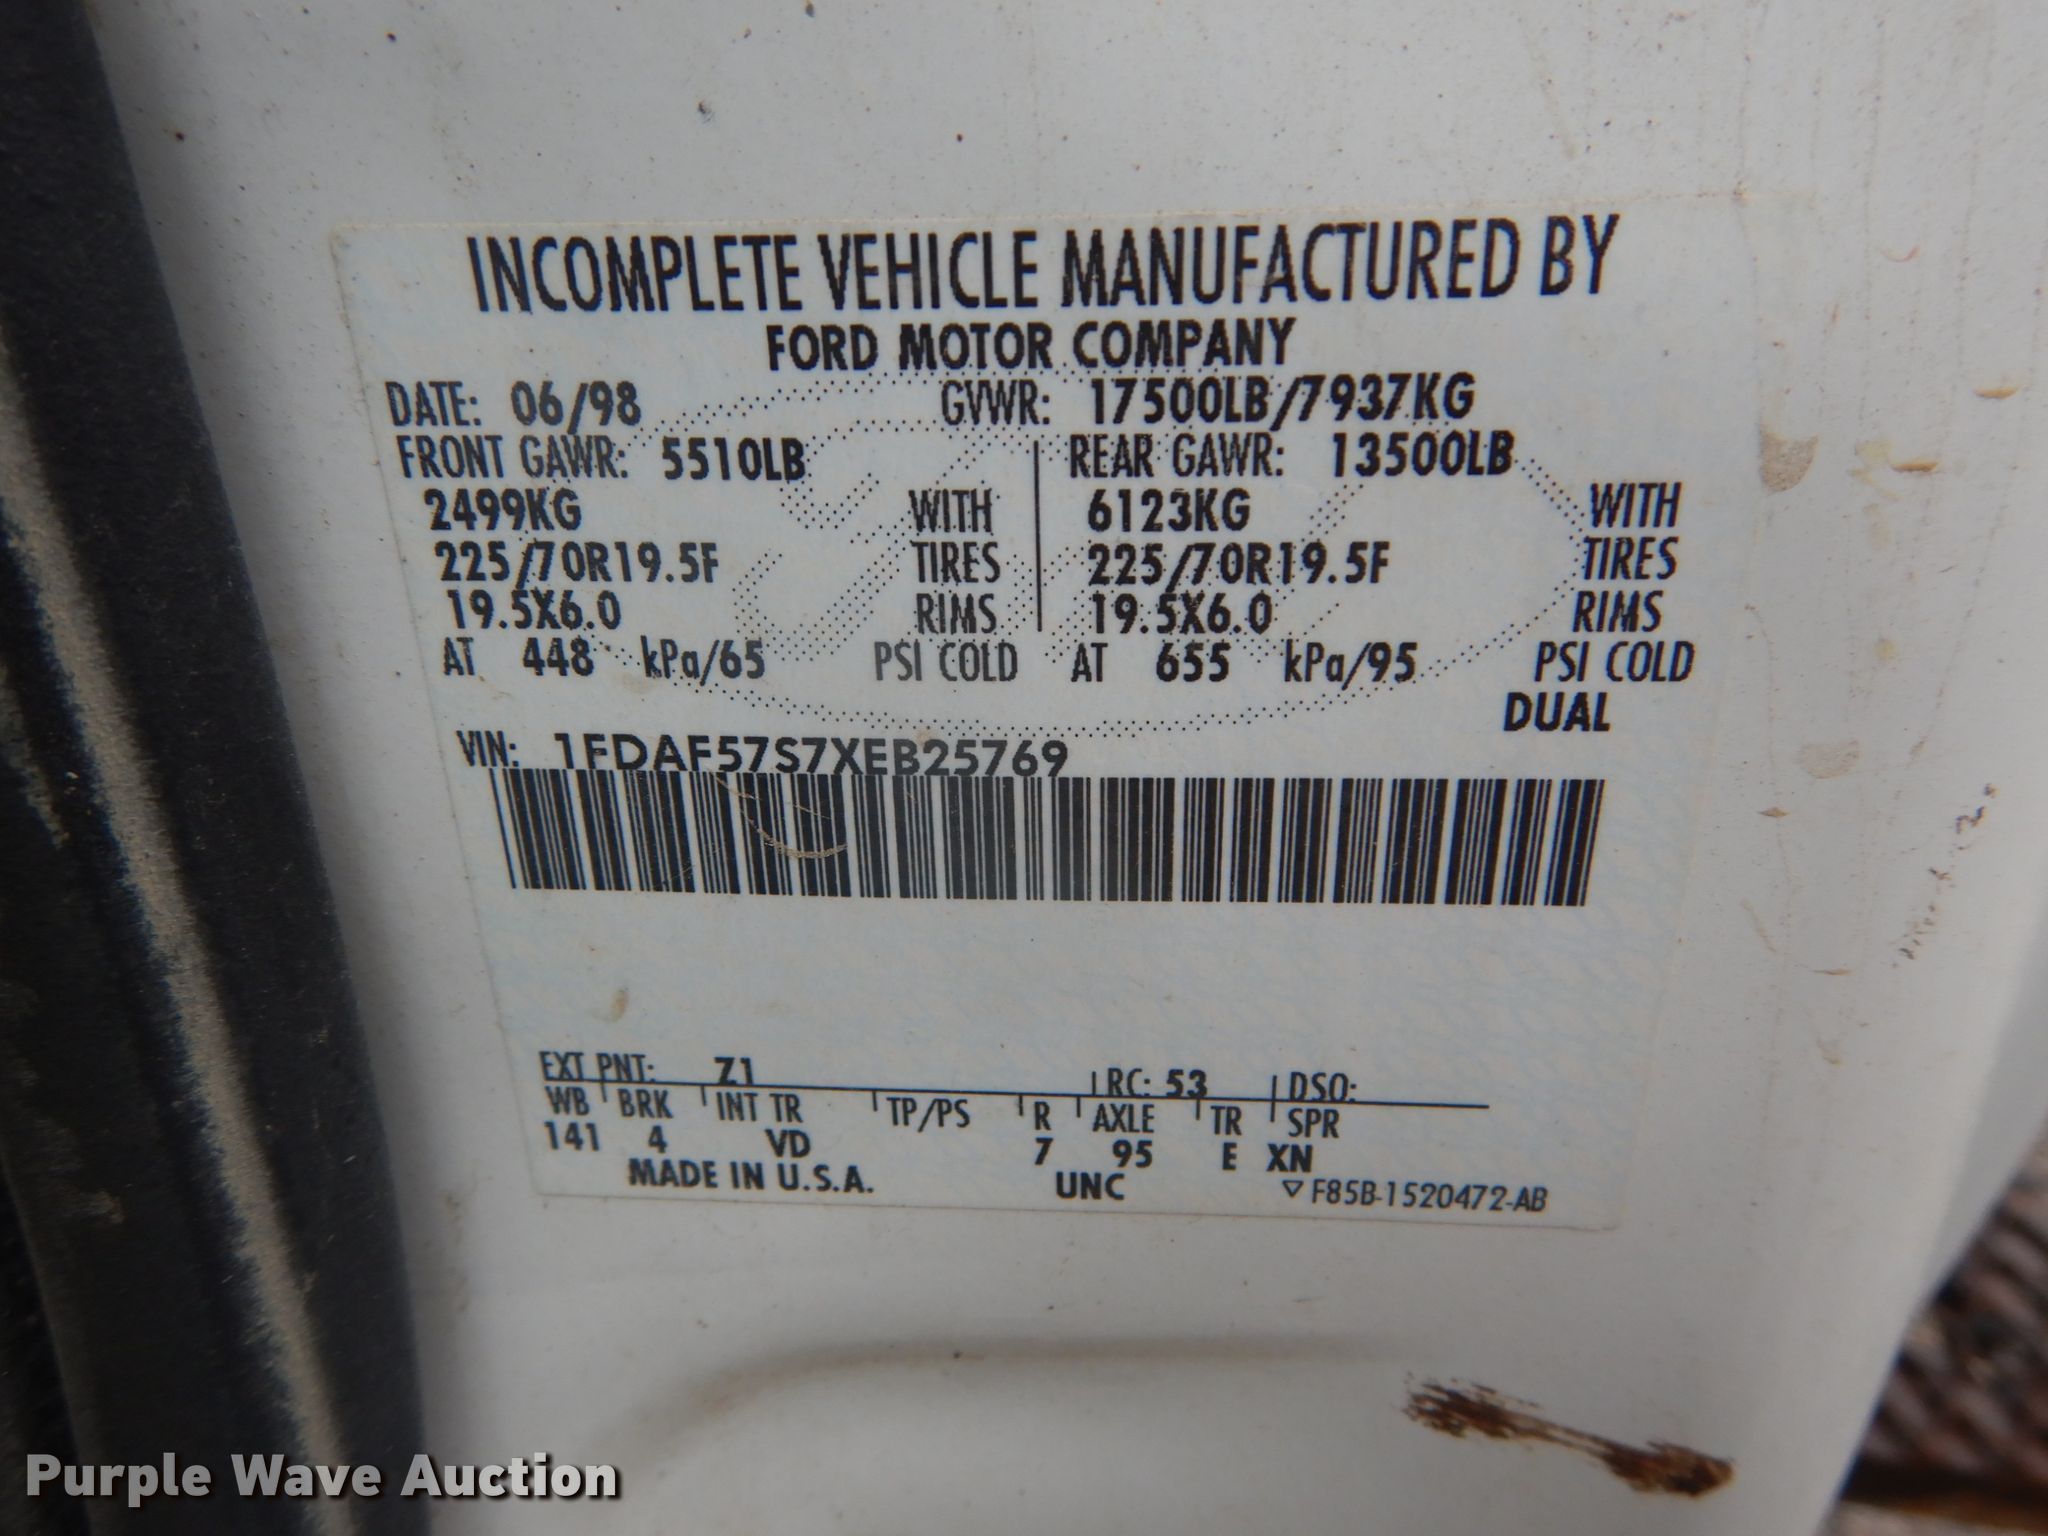 INCOMPLETE VEHICLE MANUFACTURED BY
FORD MOTOR COMPANY
DATE: 06/98 GVWR: 17500LB/7937KG
FRONT GAWR: 5510LB REAR GAWR: 13500LB
2499KG WITH 6123KG WITH
225/70R19.5F TIRES 225/70R19.5F TIRES
19.5X6.0 RIMS 19.5X6.0 RIMS
AT 448 kPa/65 PSI COLD AT 655 kPa/95 PSI COLD
DUAL
VIN: 1FDAF57S7XEB25769
EXT PNT: Z1 RC: 53 DSO:
WB BRK INT TR TP/PS R AXLE TR SPR
141 4 VD 7 95 E XN
MADE IN U.S.A. UNC ▽ F85B-1520472-AB
Purple Wave Auction